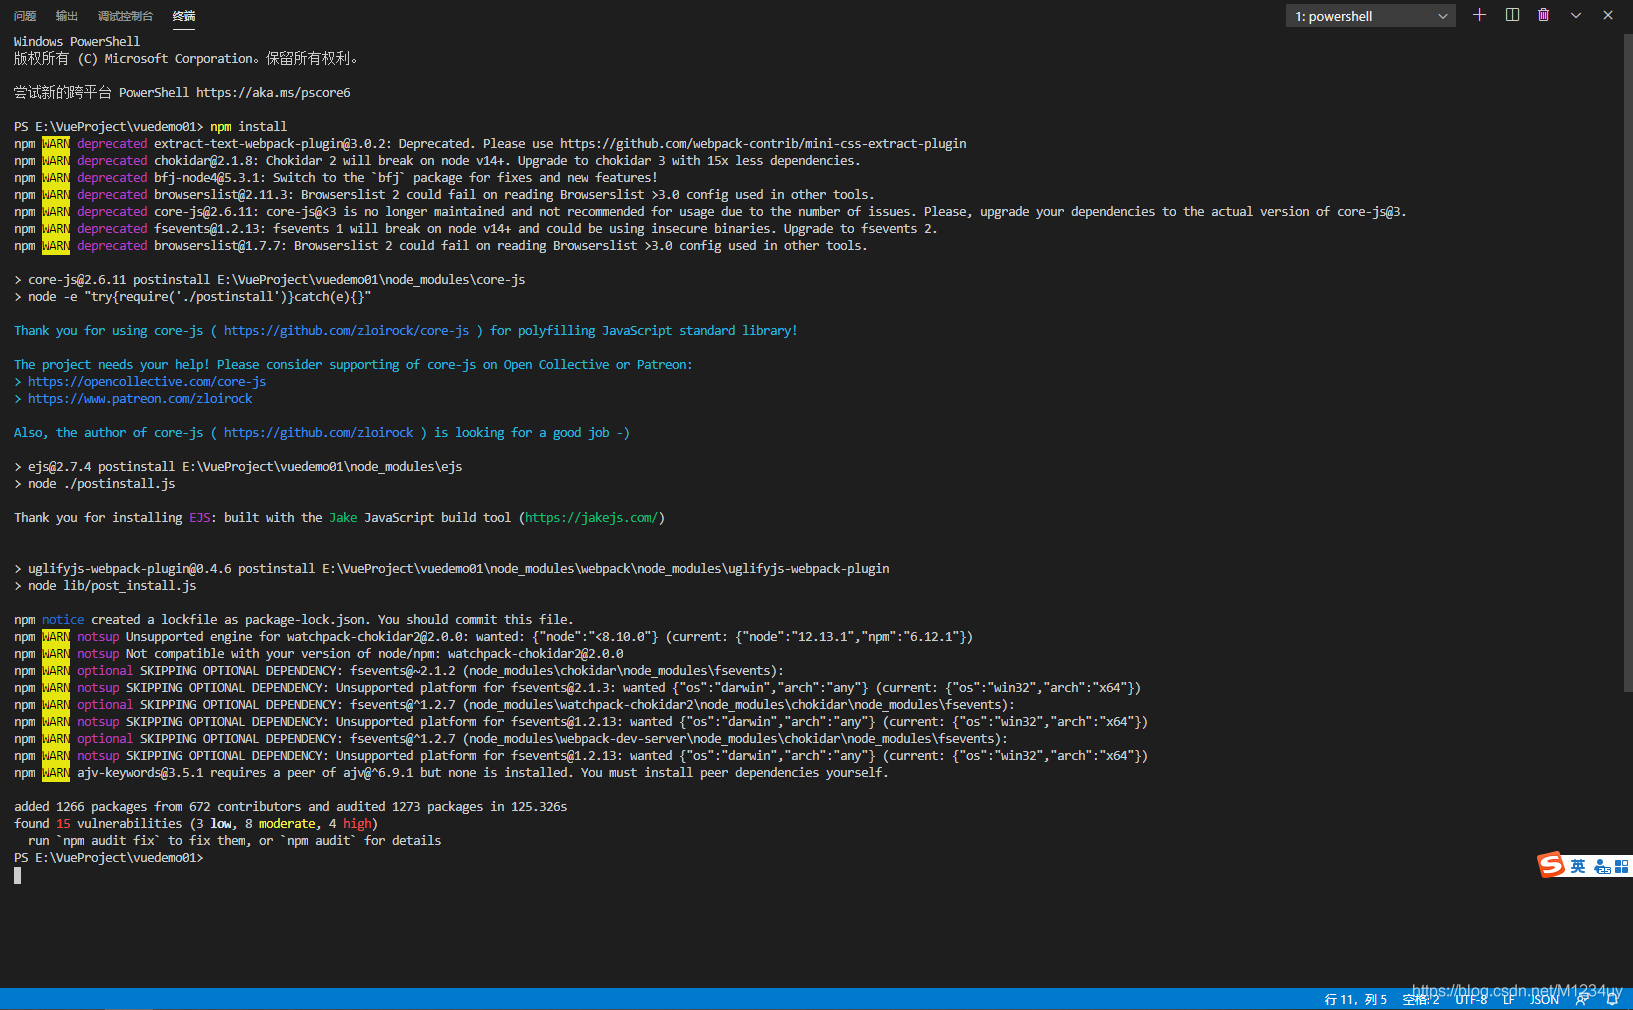 问题 输出 调试控制台 终端 1: powershell
Windows PowerShell
版权所有 (C) Microsoft Corporation。保留所有权利。
尝试新的跨平台 PowerShell https://aka.ms/pscore6
PS E:\VueProject\vuedemo01> npm install
npm WARN deprecated extract-text-webpack-plugin@3.0.2: Deprecated. Please use https://github.com/webpack-contrib/mini-css-extract-plugin
npm WARN deprecated chokidar@2.1.8: Chokidar 2 will break on node v14+. Upgrade to chokidar 3 with 15x less dependencies.
npm WARN deprecated bfj-node4@5.3.1: Switch to the `bfj` package for fixes and new features!
npm WARN deprecated browserslist@2.11.3: Browserslist 2 could fail on reading Browserslist >3.0 config used in other tools.
npm WARN deprecated core-js@2.6.11: core-js@<3 is no longer maintained and not recommended for usage due to the number of issues. Please, upgrade your dependencies to the actual version of core-js@3.
npm WARN deprecated fsevents@1.2.13: fsevents 1 will break on node v14+ and could be using insecure binaries. Upgrade to fsevents 2.
npm WARN deprecated browserslist@1.7.7: Browserslist 2 could fail on reading Browserslist >3.0 config used in other tools.
> core-js@2.6.11 postinstall E:\VueProject\vuedemo01\node_modules\core-js
> node -e "try{require('./postinstall')}catch(e){}"
Thank you for using core-js ( https://github.com/zloirock/core-js ) for polyfilling JavaScript standard library!
The project needs your help! Please consider supporting of core-js on Open Collective or Patreon:
> https://opencollective.com/core-js
> https://www.patreon.com/zloirock
Also, the author of core-js ( https://github.com/zloirock ) is looking for a good job -)
> ejs@2.7.4 postinstall E:\VueProject\vuedemo01\node_modules\ejs
> node ./postinstall.js
Thank you for installing EJS: built with the Jake JavaScript build tool (https://jakejs.com/)
> uglifyjs-webpack-plugin@0.4.6 postinstall E:\VueProject\vuedemo01\node_modules\webpack\node_modules\uglifyjs-webpack-plugin
> node lib/post_install.js
npm notice created a lockfile as package-lock.json. You should commit this file.
npm WARN notsup Unsupported engine for watchpack-chokidar2@2.0.0: wanted: {"node":"<8.10.0"} (current: {"node":"12.13.1","npm":"6.12.1"})
npm WARN notsup Not compatible with your version of node/npm: watchpack-chokidar2@2.0.0
npm WARN optional SKIPPING OPTIONAL DEPENDENCY: fsevents@~2.1.2 (node_modules\chokidar\node_modules\fsevents):
npm WARN notsup SKIPPING OPTIONAL DEPENDENCY: Unsupported platform for fsevents@2.1.3: wanted {"os":"darwin","arch":"any"} (current: {"os":"win32","arch":"x64"})
npm WARN optional SKIPPING OPTIONAL DEPENDENCY: fsevents@^1.2.7 (node_modules\watchpack-chokidar2\node_modules\chokidar\node_modules\fsevents):
npm WARN notsup SKIPPING OPTIONAL DEPENDENCY: Unsupported platform for fsevents@1.2.13: wanted {"os":"darwin","arch":"any"} (current: {"os":"win32","arch":"x64"})
npm WARN optional SKIPPING OPTIONAL DEPENDENCY: fsevents@^1.2.7 (node_modules\webpack-dev-server\node_modules\chokidar\node_modules\fsevents):
npm WARN notsup SKIPPING OPTIONAL DEPENDENCY: Unsupported platform for fsevents@1.2.13: wanted {"os":"darwin","arch":"any"} (current: {"os":"win32","arch":"x64"})
npm WARN ajv-keywords@3.5.1 requires a peer of ajv@^6.9.1 but none is installed. You must install peer dependencies yourself.
added 1266 packages from 672 contributors and audited 1273 packages in 125.326s
found 15 vulnerabilities (3 low, 8 moderate, 4 high)
run `npm audit fix` to fix them, or `npm audit` for details
PS E:\VueProject\vuedemo01>
S 英 25
https://blog.csdn.net/M1234uy
行 11，列 5 空格: 2 UTF-8 LF JSON